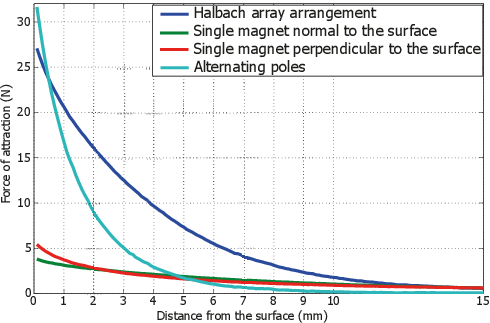 Halbach array arrangement
Single magnet normal to the surface
Single magnet perpendicular to the surface
Alternating poles
Force of attraction (N)
30
25
20
15
10
5
0
0 1 2 3 4 5 6 7 8 9 10 15
Distance from the surface (mm)